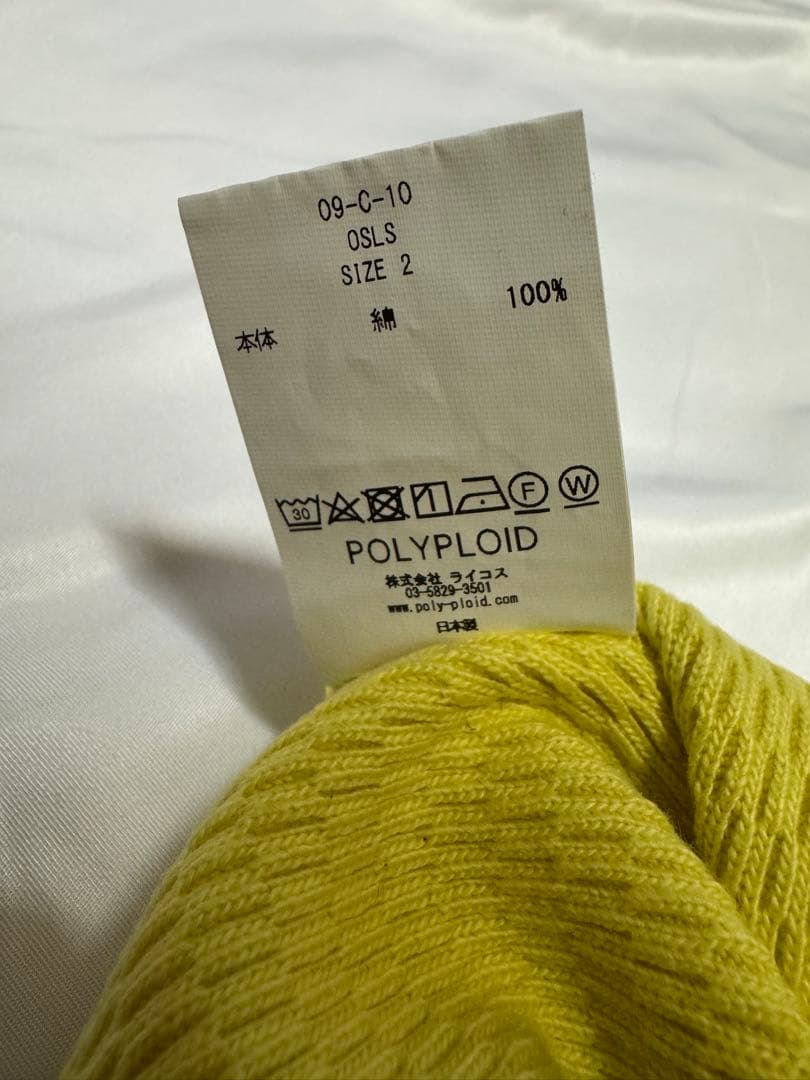 09-C-10
OSLS
SIZE 2
本体 綿 100%
30 F W
POLYPLOID
株式会社 ライコス
03-5829-3501
www.poly-ploid.com
日本製